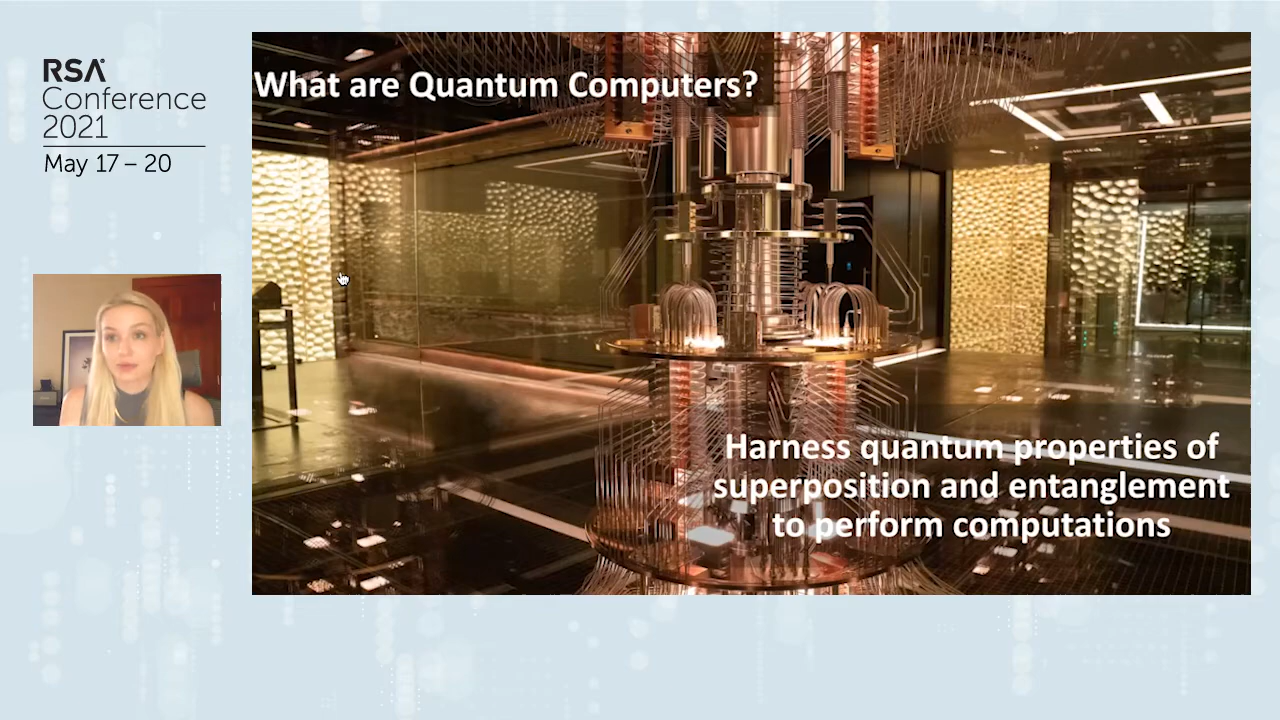 RSA
Conference
2021
May 17 – 20
What are Quantum Computers?
Harness quantum properties of
superposition and entanglement
to perform computations